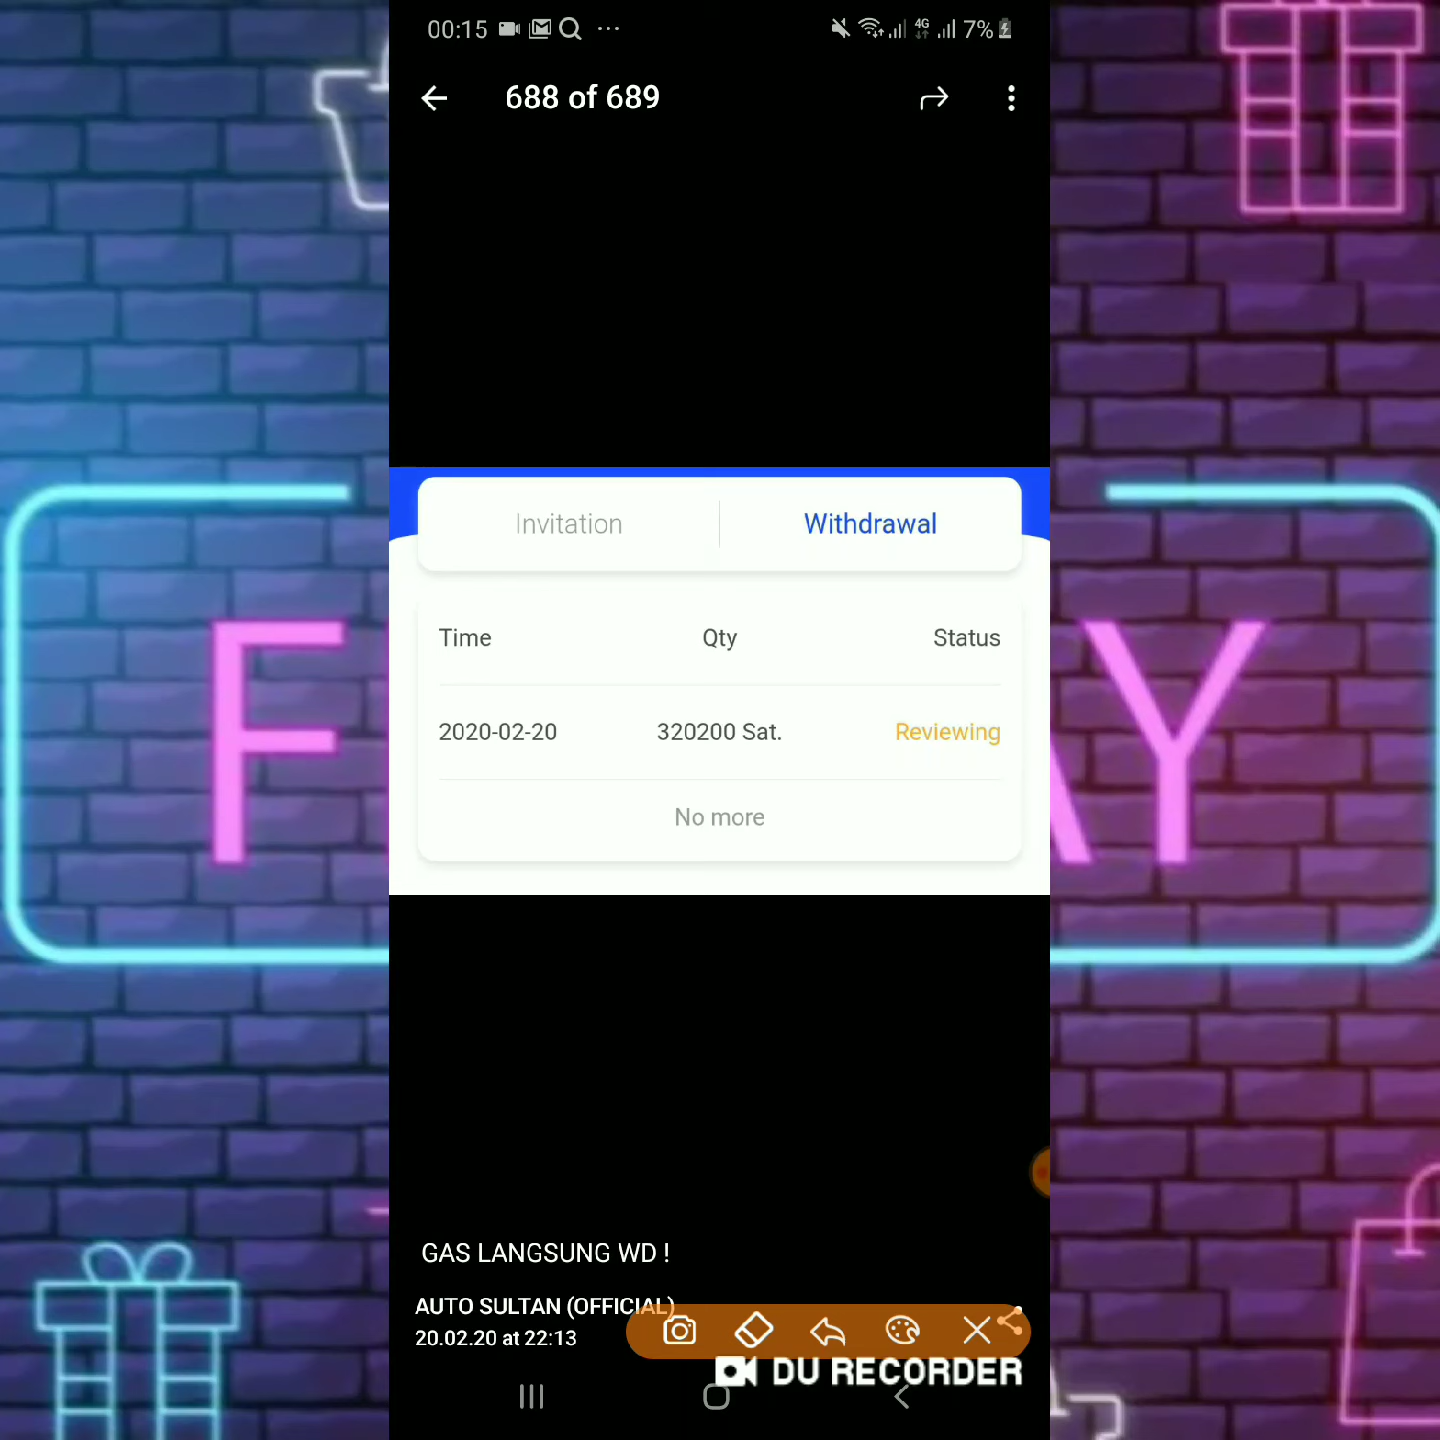 00:15
4G
7%
688 of 689
Invitation
Withdrawal
Time
Qty
Status
2020-02-20
320200 Sat.
Reviewing
No more
GAS LANGSUNG WD !
AUTO SULTAN (OFFICIAL)
20.02.20 at 22:13
DU RECORDER